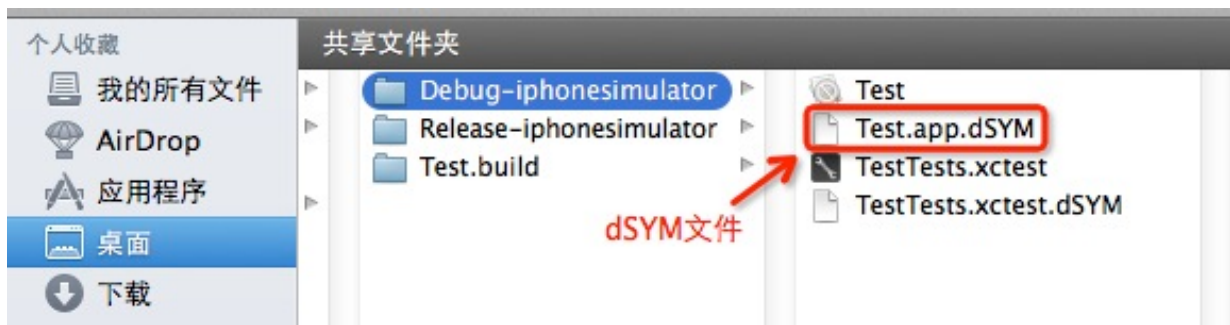 个人收藏
我的所有文件
AirDrop
应用程序
桌面
下载
共享文件夹
Debug-iphonesimulator
Release-iphonesimulator
Test.build
Test
Test.app.dSYM
TestTests.xctest
TestTests.xctest.dSYM
dSYM文件